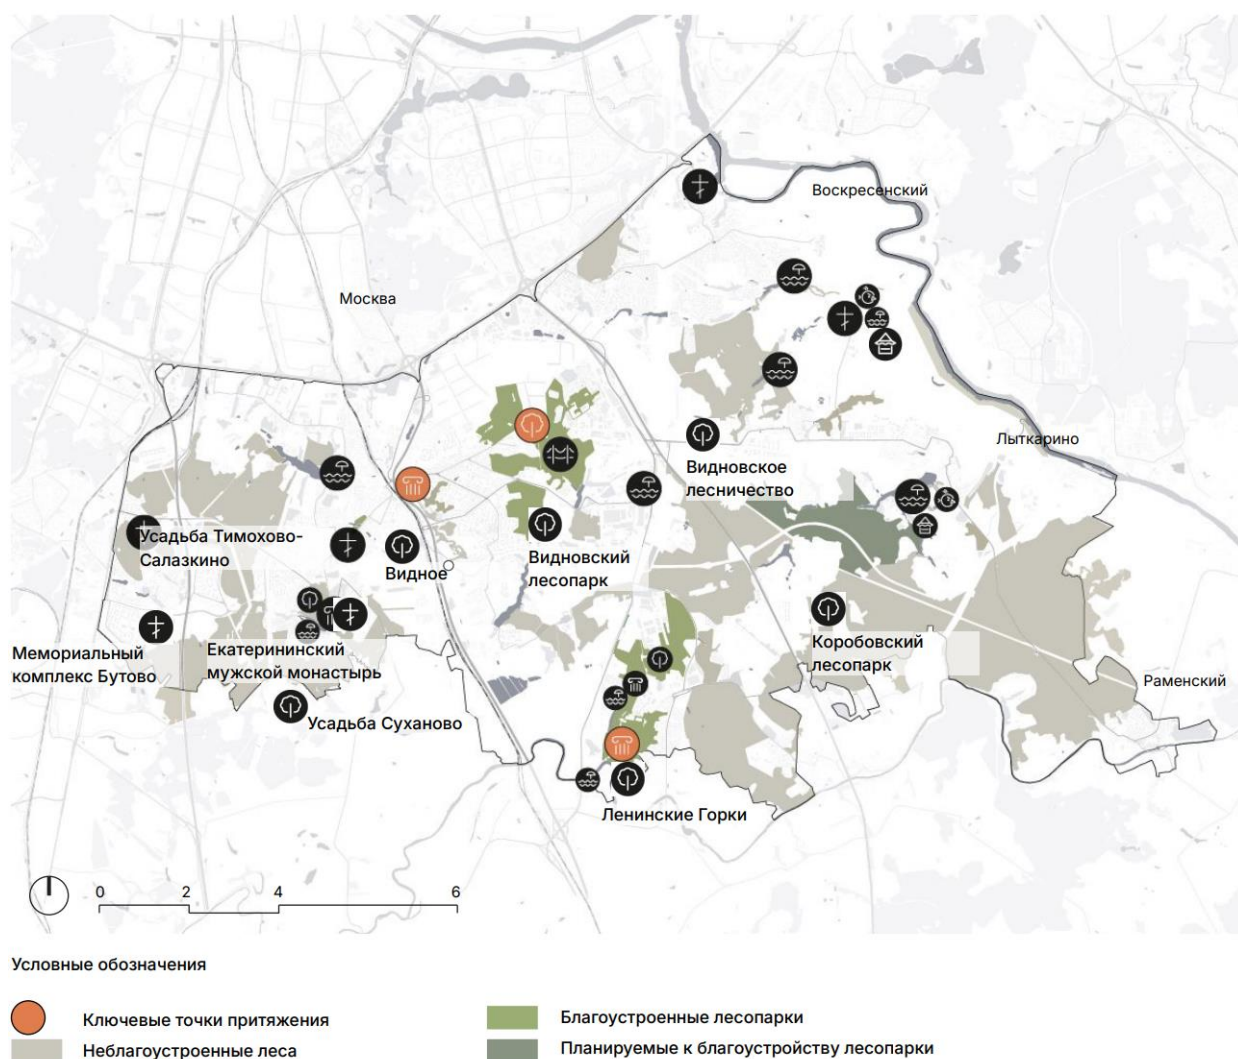 Воскресенский
Москва
Лыткарино
Видновское
лесничество
Усадьба Тимохово-
Салазкино
Видное
Видновский
лесопарк
Коробовский
лесопарк
Мемориальный
комплекс Бутово
Екатерининский
мужской монастырь
Раменский
Усадьба Суханово
Ленинские Горки
0 2 4 6
Условные обозначения
Ключевые точки притяжения
Неблагоустроенные леса
Благоустроенные лесопарки
Планируемые к благоустройству лесопарки